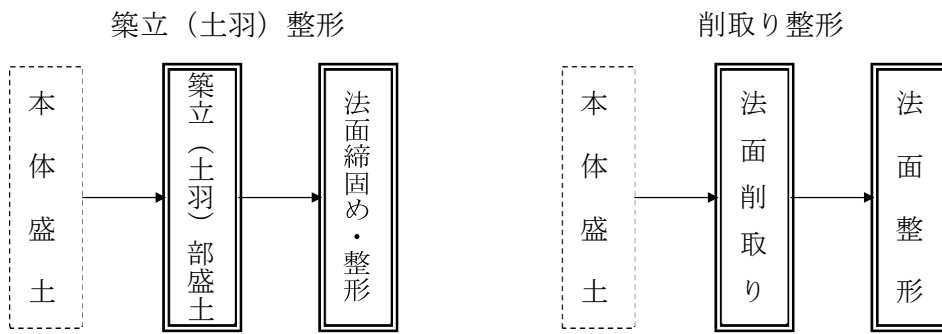 築立（土羽）整形
本体盛土
築立（土羽）部盛土
法面締固め・整形
削取り整形
本体盛土
法面削取り
法面整形